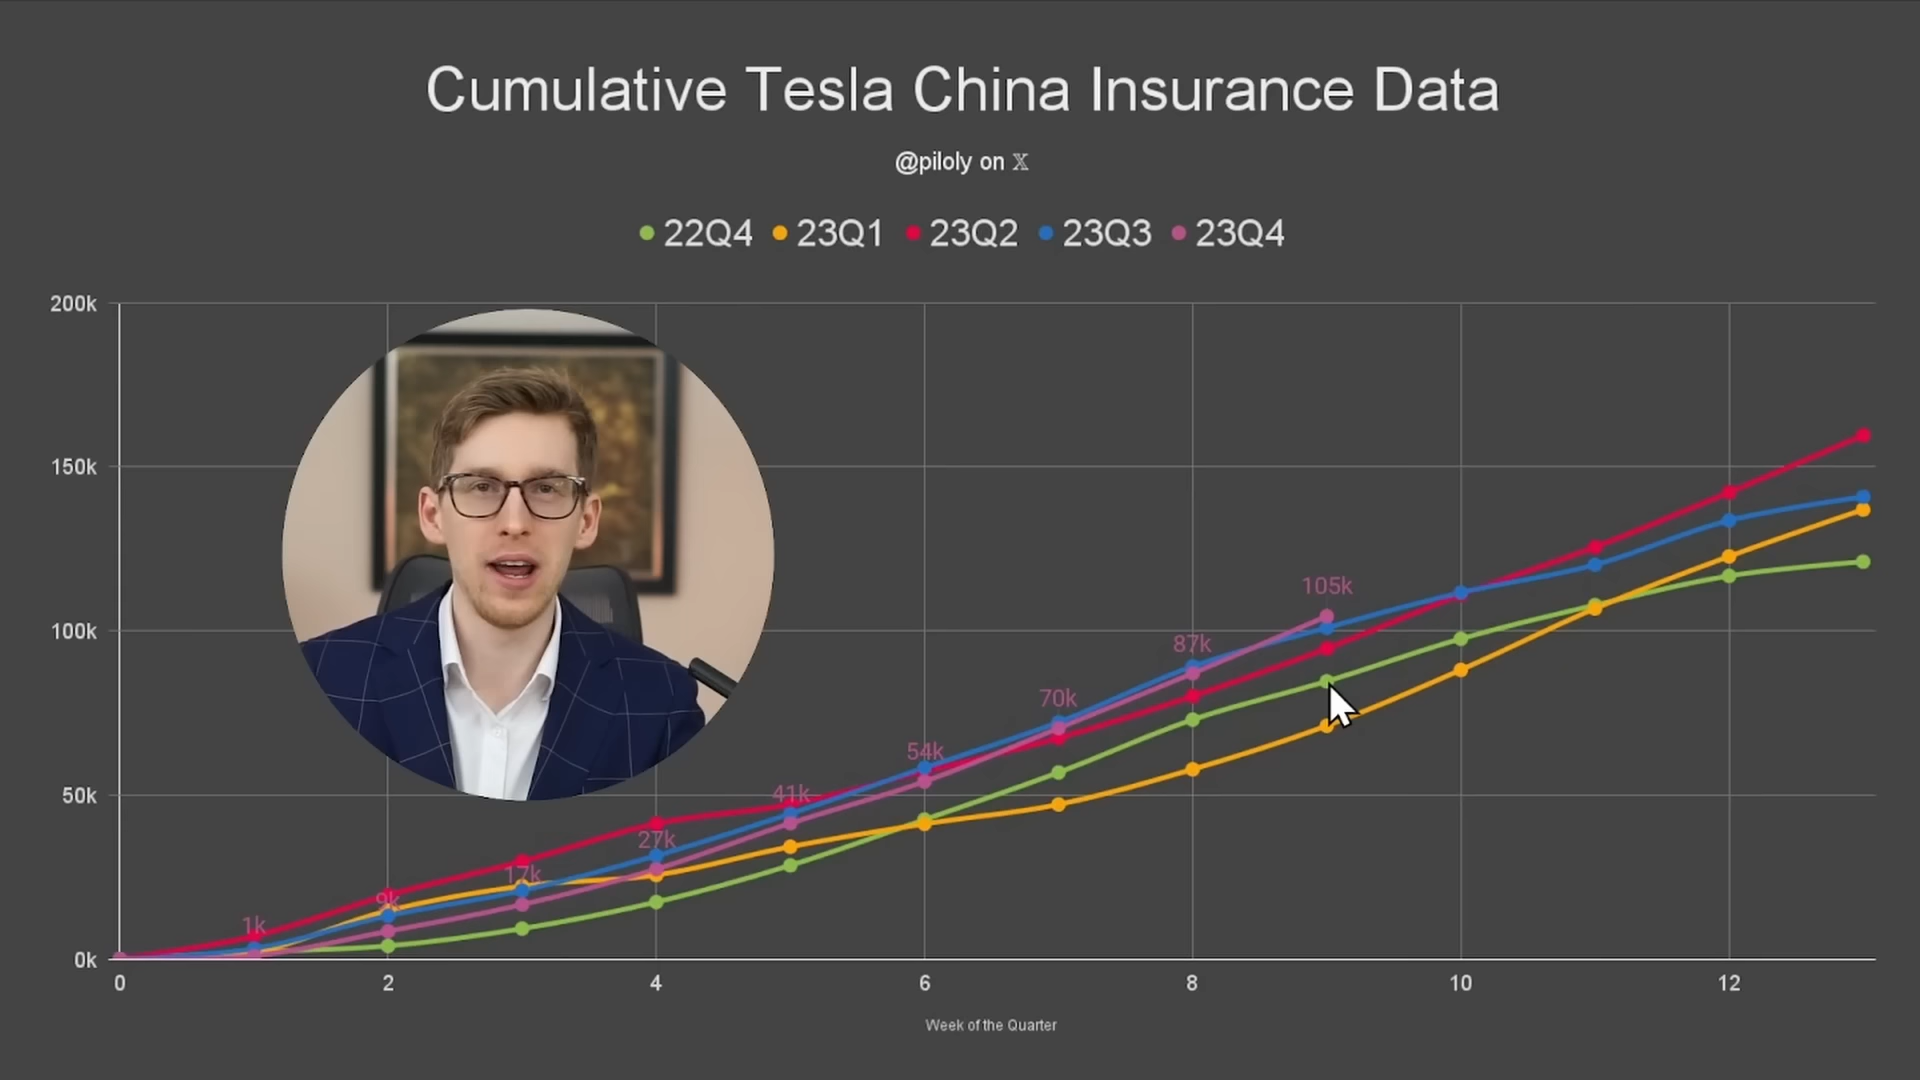 Cumulative Tesla China Insurance Data
@piloly on 𝕏
22Q4 23Q1 23Q2 23Q3 23Q4
200k
150k
100k
50k
0k
1k
9k
17k
27k
41k
54k
70k
87k
105k
0 2 4 6 8 10 12
Week of the Quarter